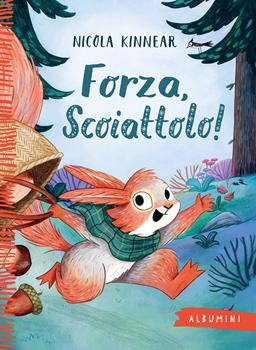 NICOLA KINNEAR
Forza,
Scoiattolo!
ALBUMINI